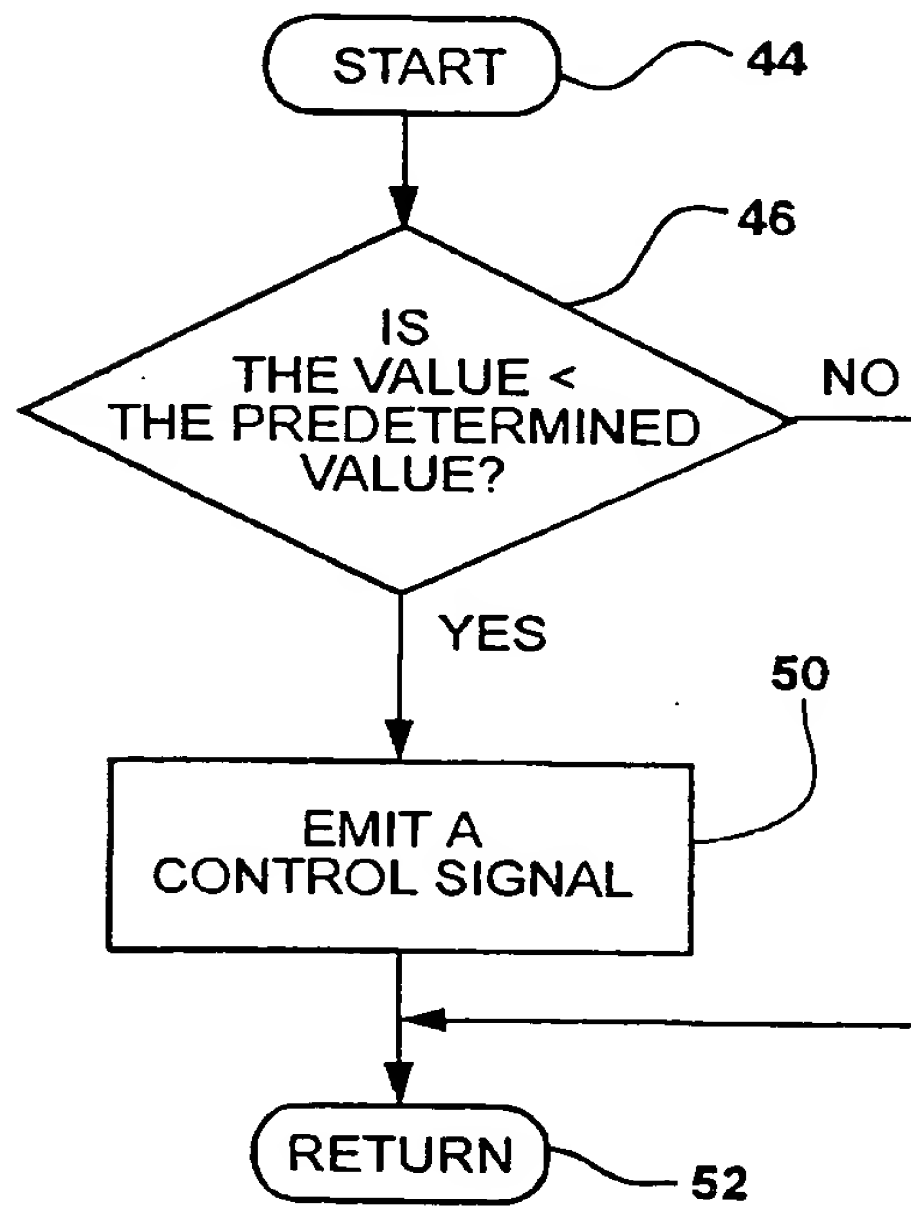 START
44
46
IS
THE VALUE <
THE PREDETERMINED
VALUE?
NO
YES
50
EMIT A
CONTROL SIGNAL
RETURN
52